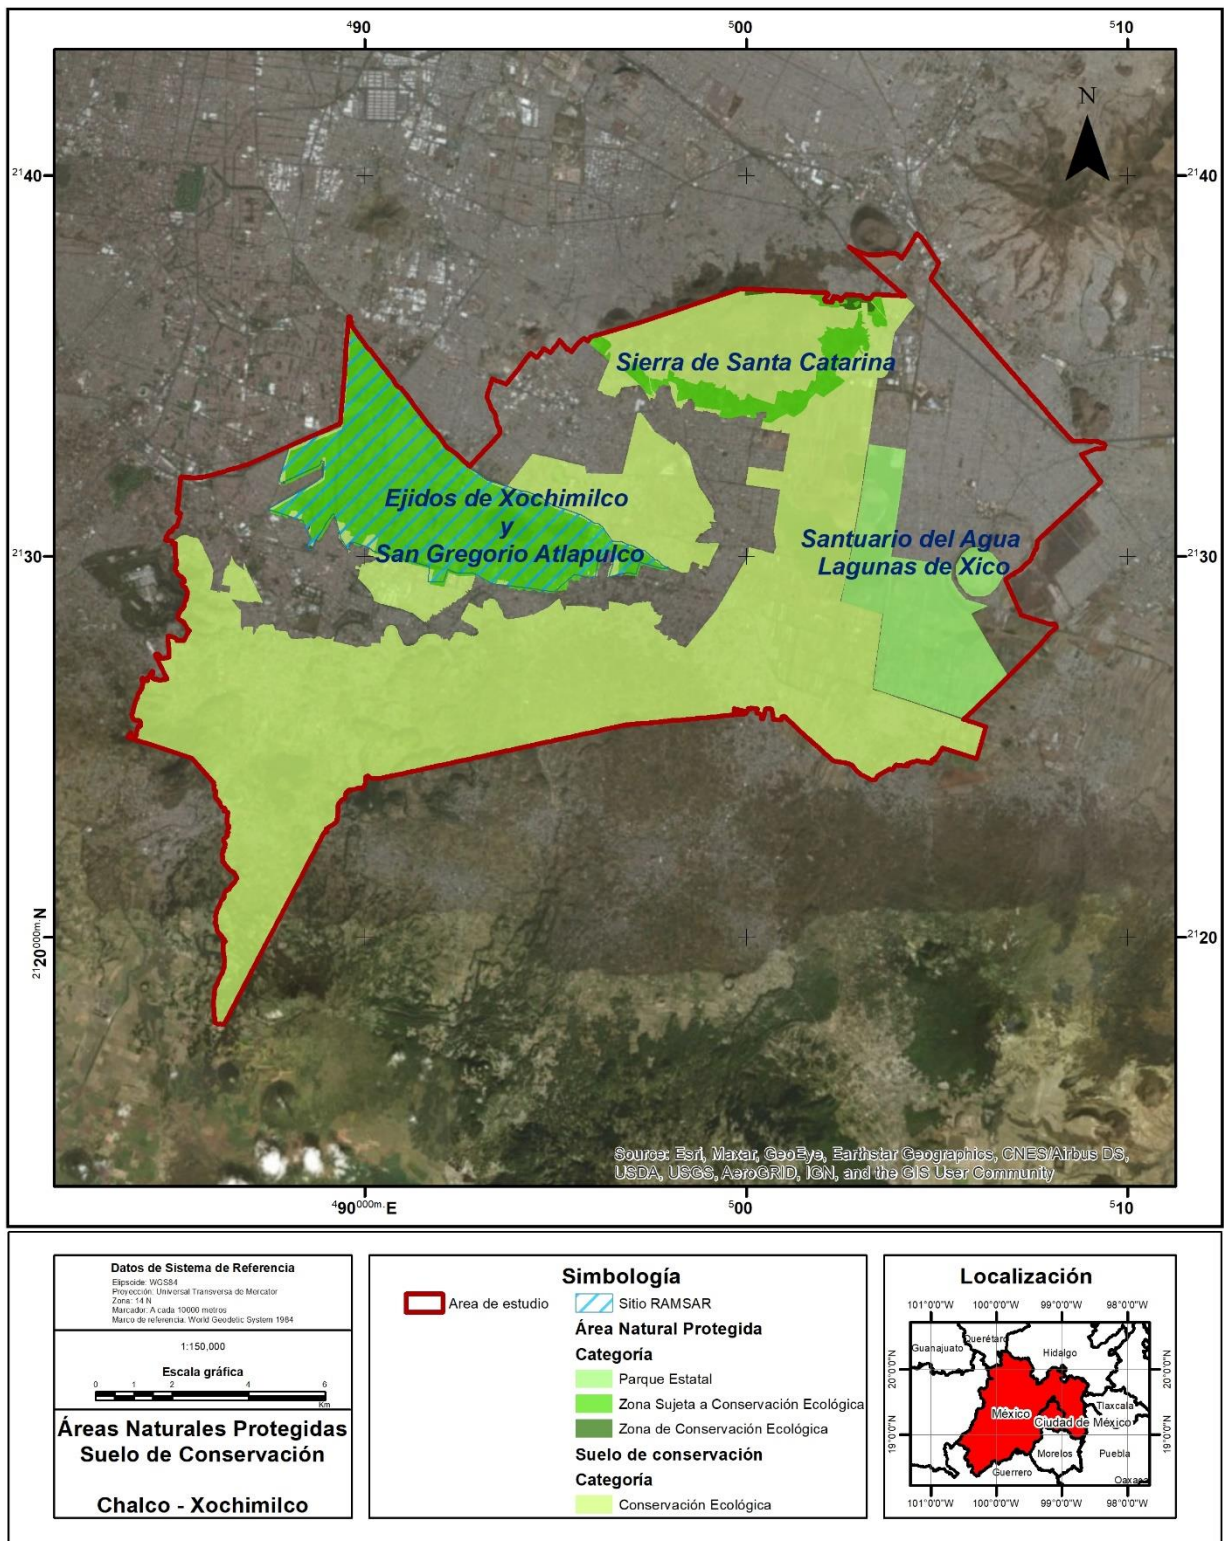 490
500
510
N
2140
2140
Sierra de Santa Catarina
Ejidos de Xochimilco
y
San Gregorio Atlapulco
Santuario del Agua
Lagunas de Xico
2130
2130
2120000m.N
2120
Source: Esri, Maxar, GeoEye, Earthstar Geographics, CNES/Airbus DS,
USDA, USGS, AeroGRID, IGN, and the GIS User Community
490000m.E
500
510
Datos de Sistema de Referencia
Elipsoide: WGS84
Proyección: Universal Transversa de Mercator
Zona: 14 N
Marcador: A cada 10000 metros
Marco de referencia: World Geodetic System 1984
1:150,000
Escala gráfica
0 1 2 4 6
Km
Áreas Naturales Protegidas
Suelo de Conservación
Chalco - Xochimilco
Simbología
Area de estudio
Sitio RAMSAR
Área Natural Protegida
Categoría
Parque Estatal
Zona Sujeta a Conservación Ecológica
Zona de Conservación Ecológica
Suelo de conservación
Categoría
Conservación Ecológica
Localización
101°0'0"W 100°0'0"W 99°0'0"W 98°0'0"W
Guanajuato
Querétaro
Hidalgo
20°0'0"N
20°0'0"N
Tlaxcala
México
Ciudad de México
19°0'0"N
19°0'0"N
Morelos
Puebla
Guerrero
Oaxaca
101°0'0"W 100°0'0"W 99°0'0"W 98°0'0"W